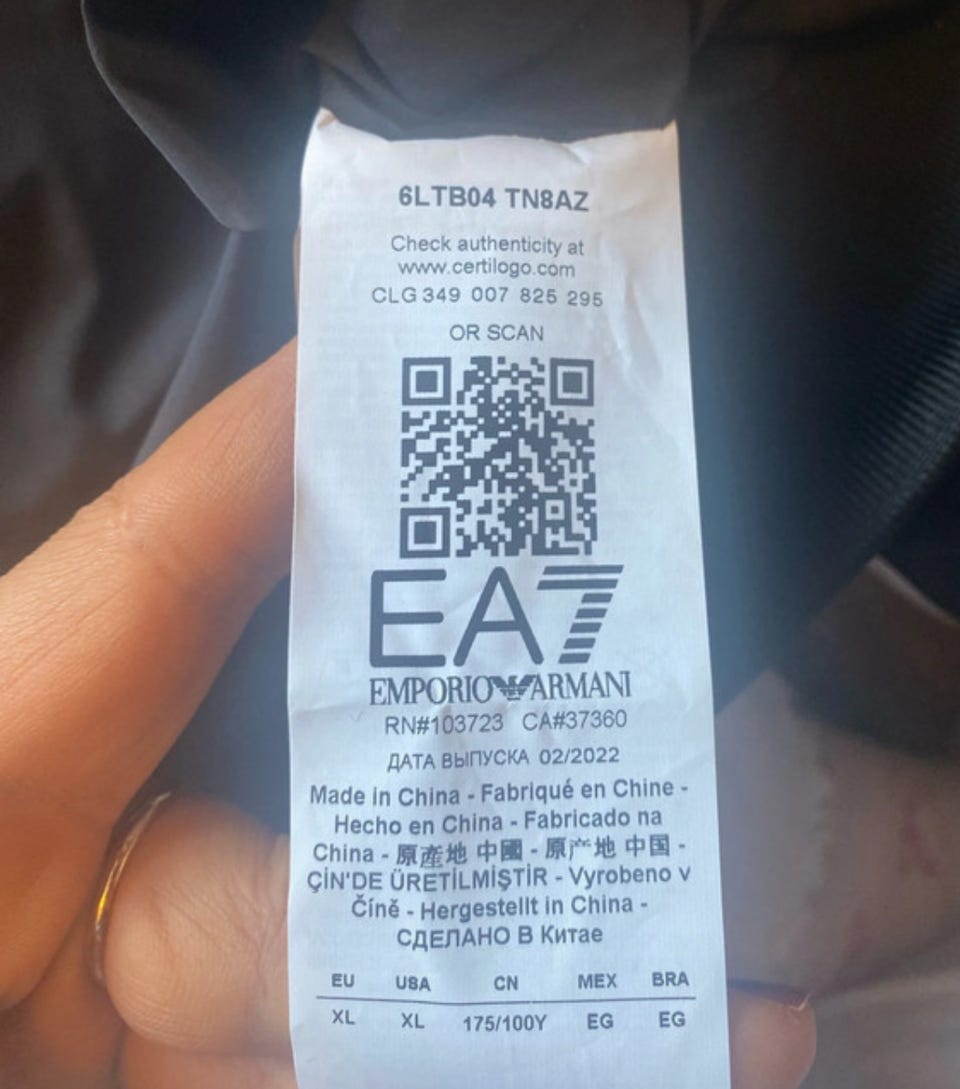 6LTB04 TN8AZ
Check authenticity at
www.certilogo.com
CLG 349 007 825 295
OR SCAN
EA7
EMPORIO ARMANI
RN#103723 CA#37360
ДАТА ВЫПУСКА 02/2022
Made in China - Fabriqué en Chine -
Hecho en China - Fabricado na
China - 原產地 中國 - 原产地 中国 -
ÇİN'DE ÜRETİLMİŞTİR - Vyrobeno v
Číně - Hergestellt in China -
СДЕЛАНО В Китае
EU USA CN MEX BRA
XL XL 175/100Y EG EG